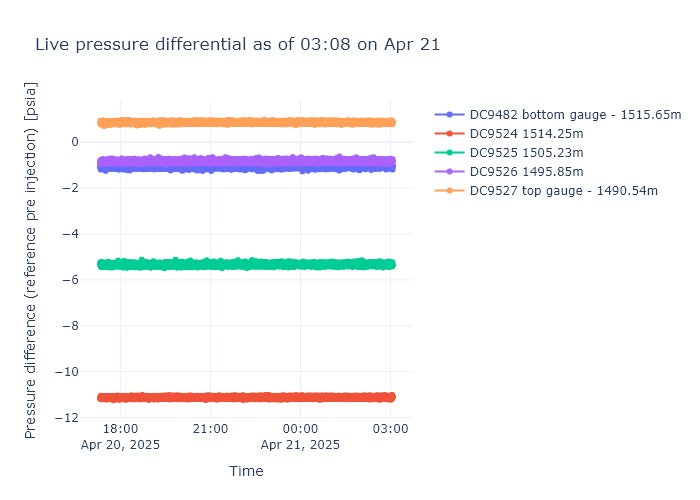 Live pressure differential as of 03:08 on Apr 21
Pressure difference (reference pre injection) [psia]
0
−2
−4
−6
−8
−10
−12
18:00
Apr 20, 2025
21:00
00:00
Apr 21, 2025
03:00
Time
DC9482 bottom gauge - 1515.65m
DC9524 1514.25m
DC9525 1505.23m
DC9526 1495.85m
DC9527 top gauge - 1490.54m